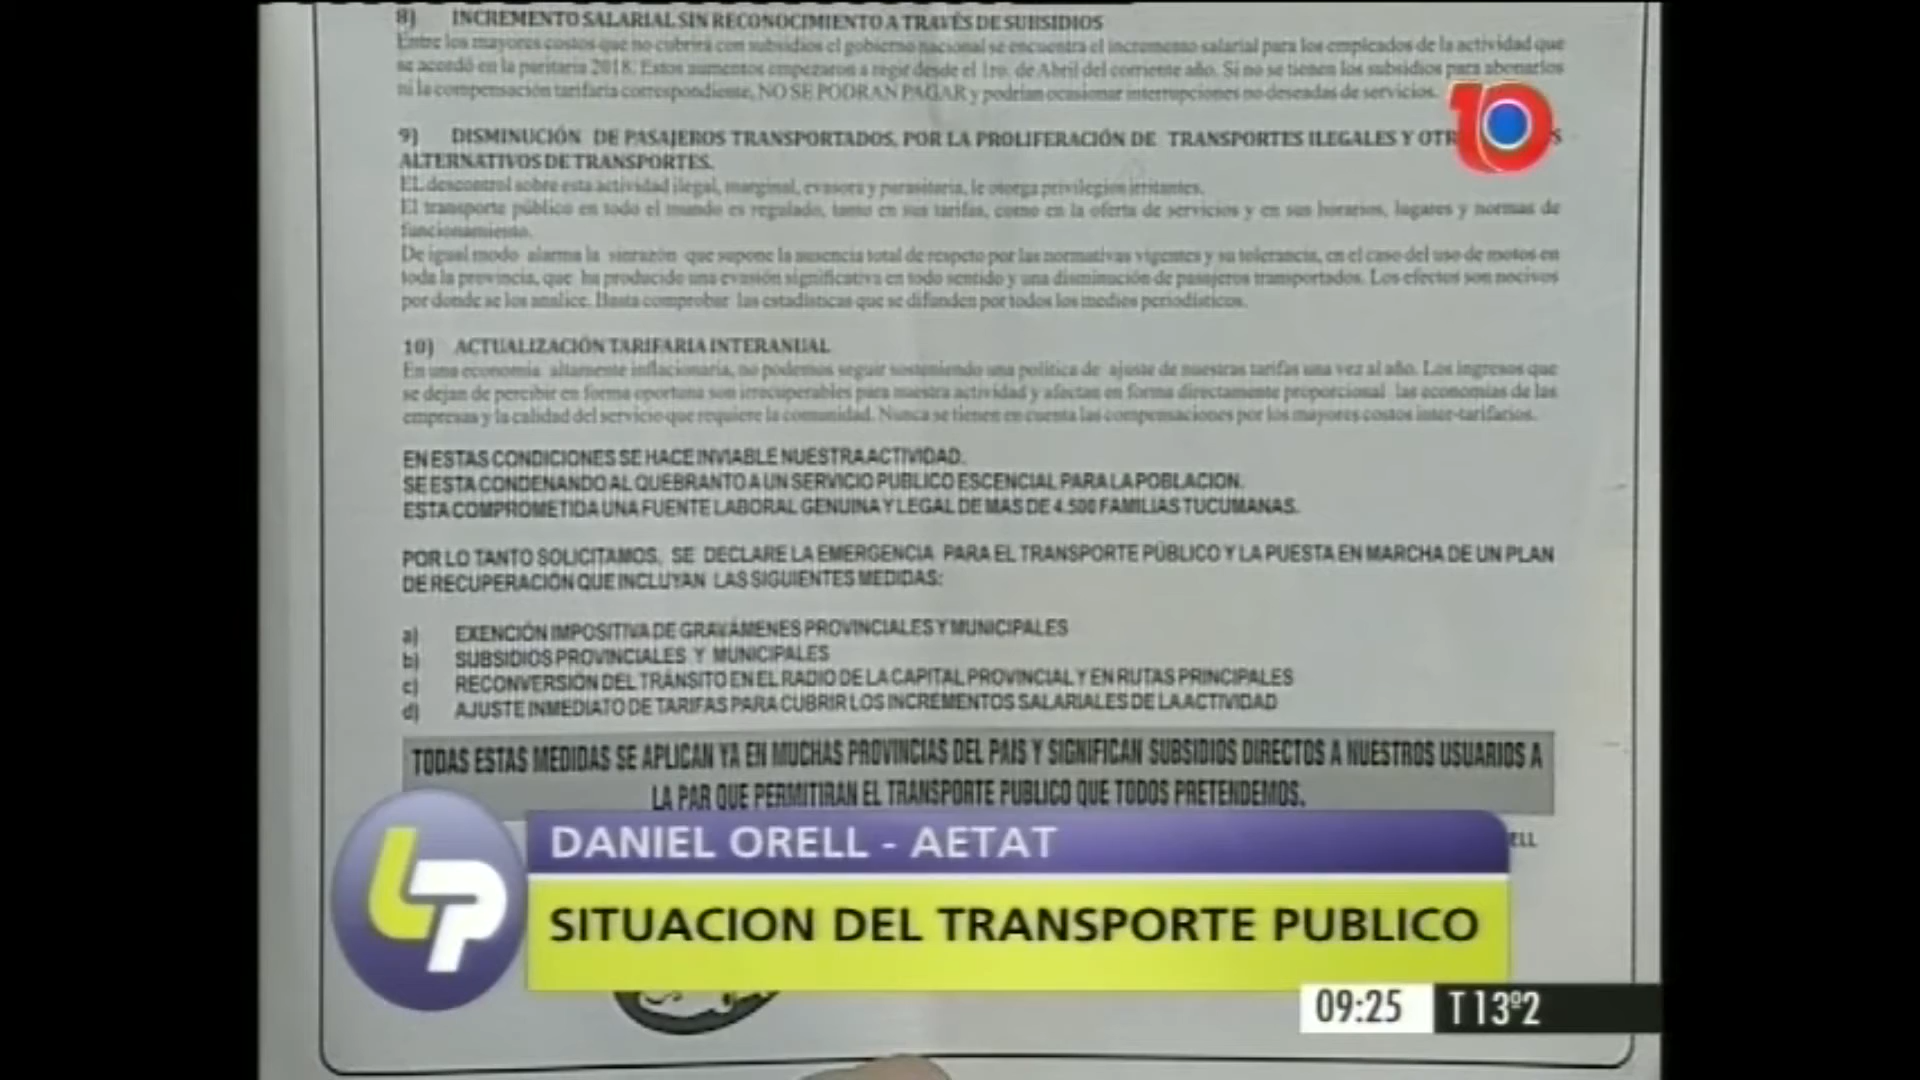 8) INCREMENTO SALARIAL SIN RECONOCIMIENTO A TRAVÉS DE SUBSIDIOS
Entre los mayores costos que no cubrirá con subsidios el gobierno nacional se encuentra el incremento salarial para los empleados de la actividad que
se acordó en la paritaria 2018. Estos aumentos empezaron a regir desde el 1ro. de Abril del corriente año. Si no se tienen los subsidios para abonarlos
ni la compensación tarifaria correspondiente, NO SE PODRAN PAGAR y podrían ocasionar interrupciones no deseadas de servicios.
9) DISMINUCIÓN DE PASAJEROS TRANSPORTADOS, POR LA PROLIFERACIÓN DE TRANSPORTES ILEGALES Y
ALTERNATIVOS DE TRANSPORTES.
EL descontrol sobre esta actividad ilegal, marginal, evasora y parasitaria, le otorga privilegios irritantes.
El transporte público en todo el mundo es regulado, tanto en sus tarifas, como en la oferta de servicios y en sus horarios, lugares y normas de
funcionamiento.
De igual modo alarma la sinrazón que supone la ausencia total de respeto por las normativas vigentes y su tolerancia, en el caso del uso de motos en
toda la provincia, que ha producido una evasión significativa en todo sentido y una disminución de pasajeros transportados. Los efectos son nocivos
por donde se los analice. Basta comprobar las estadísticas que se difunden por todos los medios periodísticos.
10) ACTUALIZACIÓN TARIFARIA INTERANUAL
En una economía altamente inflacionaria, no podemos seguir sosteniendo una política de ajuste de nuestras tarifas una vez al año. Los ingresos que
se dejan de percibir en forma oportuna son irrecuperables para nuestra actividad y afectan en forma directamente proporcional las economías de las
empresas y la calidad del servicio que requiere la comunidad. Nunca se tienen en cuenta las compensaciones por los mayores costos inter-tarifarios.
EN ESTAS CONDICIONES SE HACE INVIABLE NUESTRA ACTIVIDAD.
SE ESTA CONDENANDO AL QUEBRANTO A UN SERVICIO PUBLICO ESCENCIAL PARA LA POBLACION.
ESTA COMPROMETIDA UNA FUENTE LABORAL GENUINA Y LEGAL DE MAS DE 4.500 FAMILIAS TUCUMANAS.
POR LO TANTO SOLICITAMOS, SE DECLARE LA EMERGENCIA PARA EL TRANSPORTE PÚBLICO Y LA PUESTA EN MARCHA DE UN PLAN
DE RECUPERACIÓN QUE INCLUYAN LAS SIGUIENTES MEDIDAS:
a) EXENCIÓN IMPOSITIVA DE GRAVÁMENES PROVINCIALES Y MUNICIPALES
b) SUBSIDIOS PROVINCIALES Y MUNICIPALES
c) RECONVERSIÓN DEL TRÁNSITO EN EL RADIO DE LA CAPITAL PROVINCIAL Y EN RUTAS PRINCIPALES
d) AJUSTE INMEDIATO DE TARIFAS PARA CUBRIR LOS INCREMENTOS SALARIALES DE LA ACTIVIDAD
TODAS ESTAS MEDIDAS SE APLICAN YA EN MUCHAS PROVINCIAS DEL PAIS Y SIGNIFICAN SUBSIDIOS DIRECTOS A NUESTROS USUARIOS A
LA PAR QUE PERMITIRAN EL TRANSPORTE PUBLICO QUE TODOS PRETENDEMOS.
10
LP
DANIEL ORELL - AETAT
SITUACION DEL TRANSPORTE PUBLICO
09:25 T 13º2